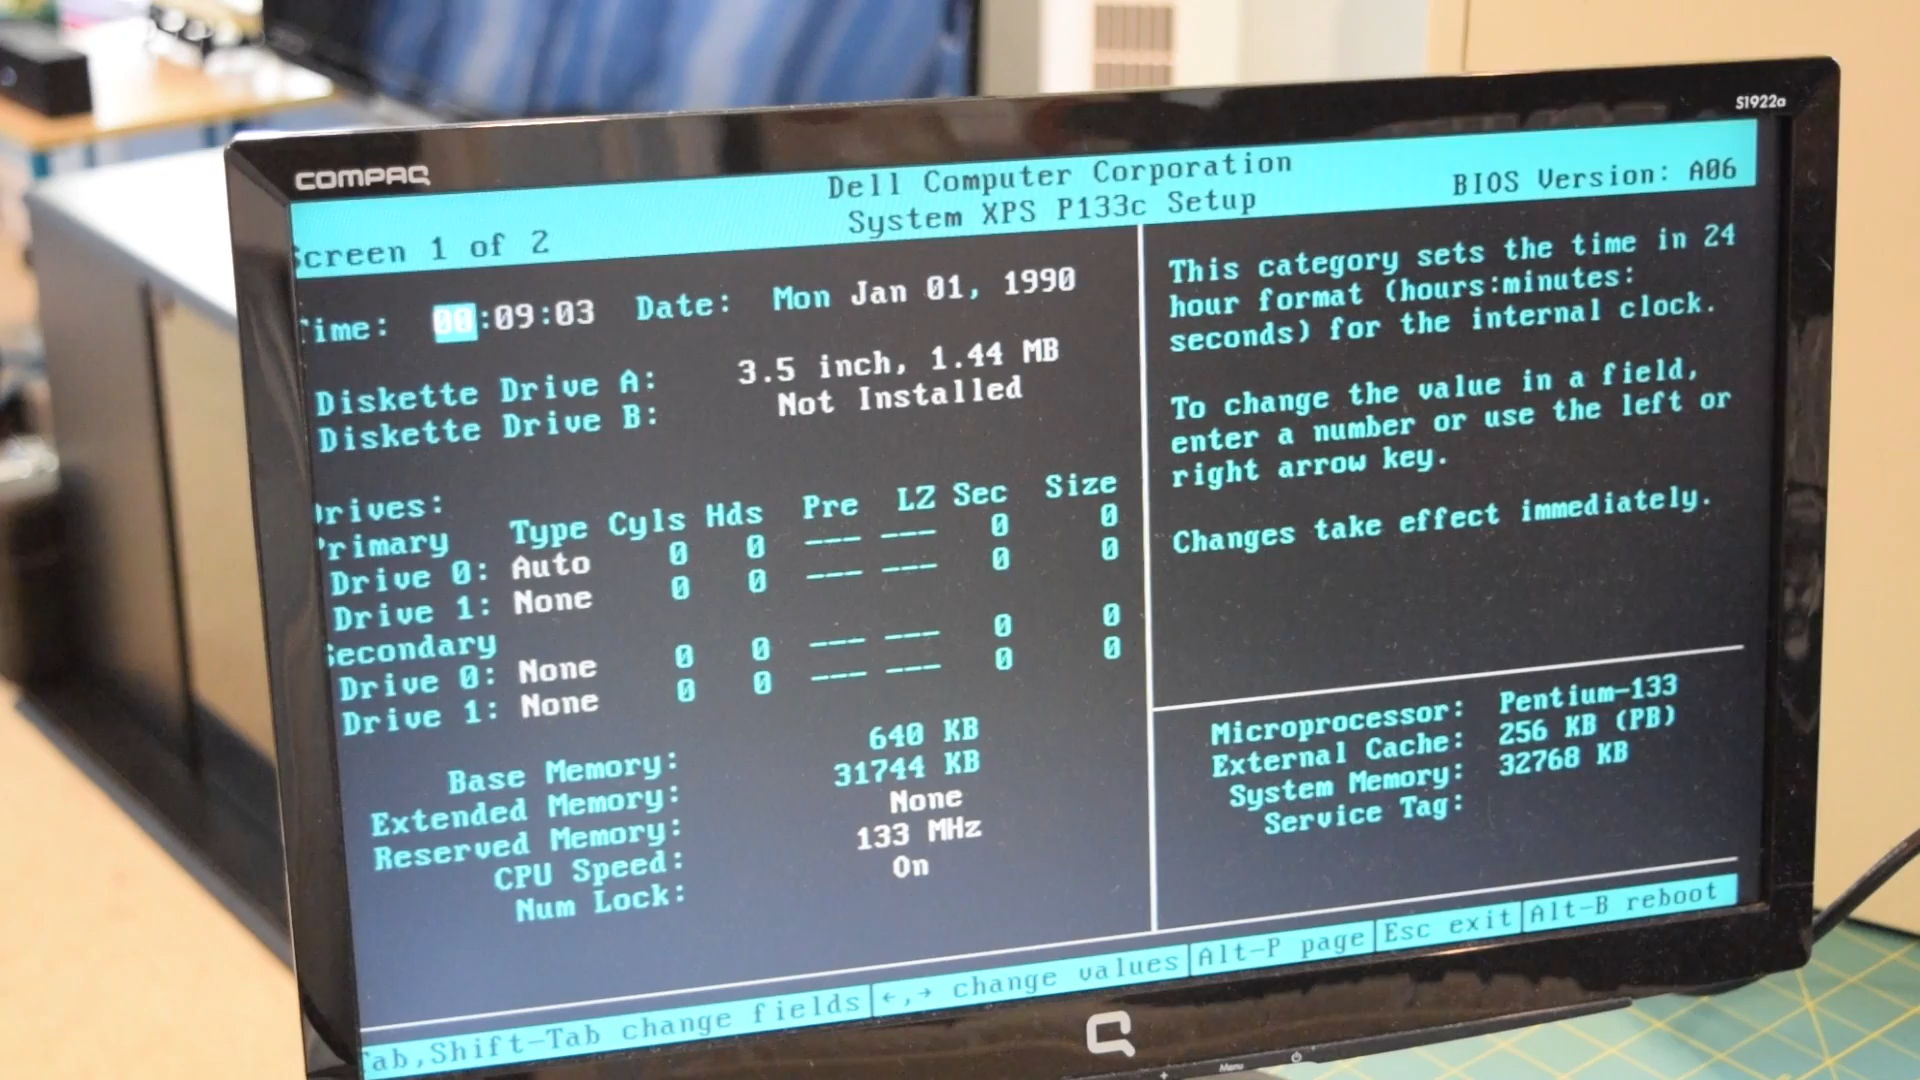 COMPAQ
S1922a
Dell Computer Corporation
System XPS P133c Setup
BIOS Version: A06
Screen 1 of 2
Time: 00:09:03 Date: Mon Jan 01, 1990
Diskette Drive A: 3.5 inch, 1.44 MB
Diskette Drive B: Not Installed
Drives:
Primary Type Cyls Hds Pre LZ Sec Size
Drive 0: Auto 0 0 --- --- 0 0
Drive 1: None 0 0 --- --- 0 0
Secondary
Drive 0: None 0 0 --- --- 0 0
Drive 1: None 0 0 --- --- 0 0
Base Memory: 640 KB
Extended Memory: 31744 KB
Reserved Memory: None
CPU Speed: 133 MHz
Num Lock: On
This category sets the time in 24
hour format (hours:minutes:
seconds) for the internal clock.
To change the value in a field,
enter a number or use the left or
right arrow key.
Changes take effect immediately.
Microprocessor: Pentium-133
External Cache: 256 KB (PB)
System Memory: 32768 KB
Service Tag:
Tab,Shift-Tab change fields ←,→ change values Alt-P page Esc exit Alt-B reboot
Menu